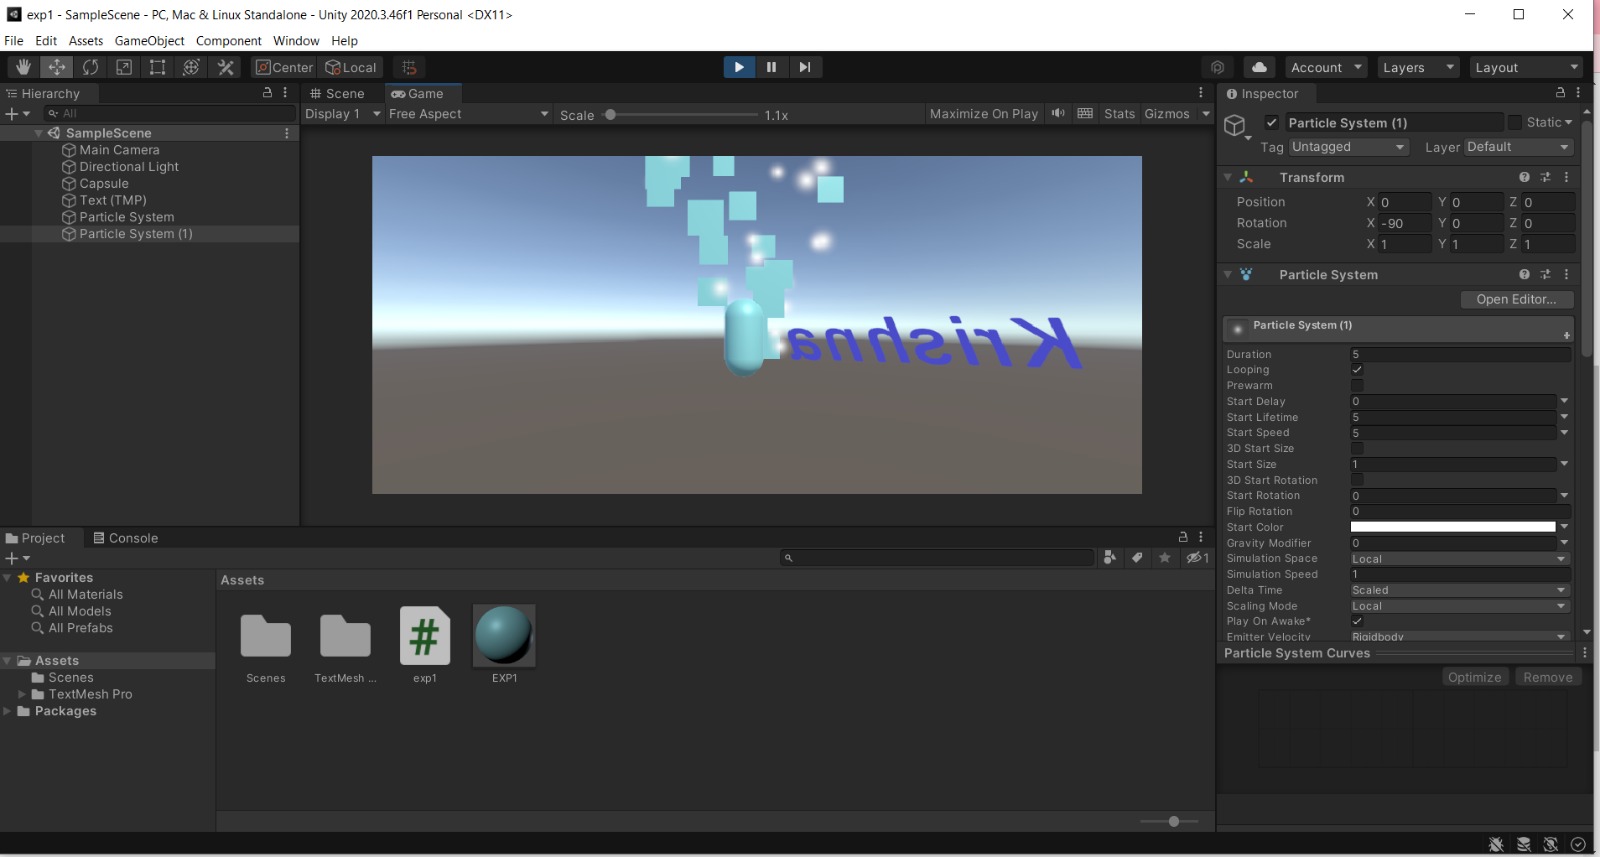 exp1 - SampleScene - PC, Mac & Linux Standalone - Unity 2020.3.46f1 Personal <DX11>
File Edit Assets GameObject Component Window Help
Center Local Account Layers Layout
Hierarchy
All
SampleScene
Main Camera
Directional Light
Capsule
Text (TMP)
Particle System
Particle System (1)
Scene Game
Display 1 Free Aspect Scale 1.1x Maximize On Play Stats Gizmos
Krishna
Inspector
Particle System (1) Static
Tag Untagged Layer Default
Transform
Position X 0 Y 0 Z 0
Rotation X -90 Y 0 Z 0
Scale X 1 Y 1 Z 1
Particle System
Open Editor...
Particle System (1)
Duration 5
Looping
Prewarm
Start Delay 0
Start Lifetime 5
Start Speed 5
3D Start Size
Start Size 1
3D Start Rotation
Start Rotation 0
Flip Rotation 0
Start Color
Gravity Modifier 0
Simulation Space Local
Simulation Speed 1
Delta Time Scaled
Scaling Mode Local
Play On Awake*
Emitter Velocity Rigidbody
Particle System Curves
Optimize Remove
Project Console
1
Favorites
All Materials
All Models
All Prefabs
Assets
Scenes
TextMesh Pro
Packages
Assets
#
Scenes TextMesh ... exp1 EXP1